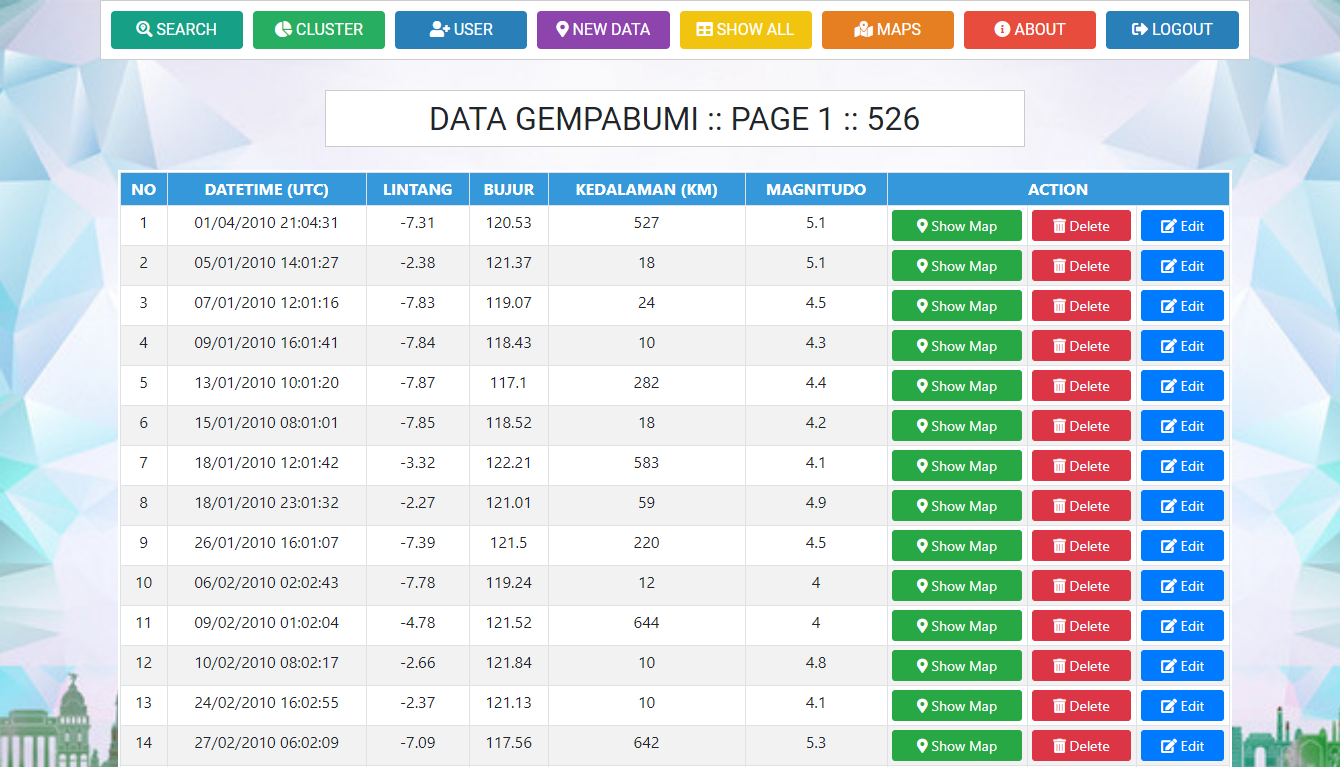 SEARCH CLUSTER USER NEW DATA SHOW ALL MAPS ABOUT LOGOUT
DATA GEMPABUMI :: PAGE 1 :: 526
NO DATETIME (UTC) LINTANG BUJUR KEDALAMAN (KM) MAGNITUDO ACTION
1 01/04/2010 21:04:31 -7.31 120.53 527 5.1 Show Map Delete Edit
2 05/01/2010 14:01:27 -2.38 121.37 18 5.1 Show Map Delete Edit
3 07/01/2010 12:01:16 -7.83 119.07 24 4.5 Show Map Delete Edit
4 09/01/2010 16:01:41 -7.84 118.43 10 4.3 Show Map Delete Edit
5 13/01/2010 10:01:20 -7.87 117.1 282 4.4 Show Map Delete Edit
6 15/01/2010 08:01:01 -7.85 118.52 18 4.2 Show Map Delete Edit
7 18/01/2010 12:01:42 -3.32 122.21 583 4.1 Show Map Delete Edit
8 18/01/2010 23:01:32 -2.27 121.01 59 4.9 Show Map Delete Edit
9 26/01/2010 16:01:07 -7.39 121.5 220 4.5 Show Map Delete Edit
10 06/02/2010 02:02:43 -7.78 119.24 12 4 Show Map Delete Edit
11 09/02/2010 01:02:04 -4.78 121.52 644 4 Show Map Delete Edit
12 10/02/2010 08:02:17 -2.66 121.84 10 4.8 Show Map Delete Edit
13 24/02/2010 16:02:55 -2.37 121.13 10 4.1 Show Map Delete Edit
14 27/02/2010 06:02:09 -7.09 117.56 642 5.3 Show Map Delete Edit